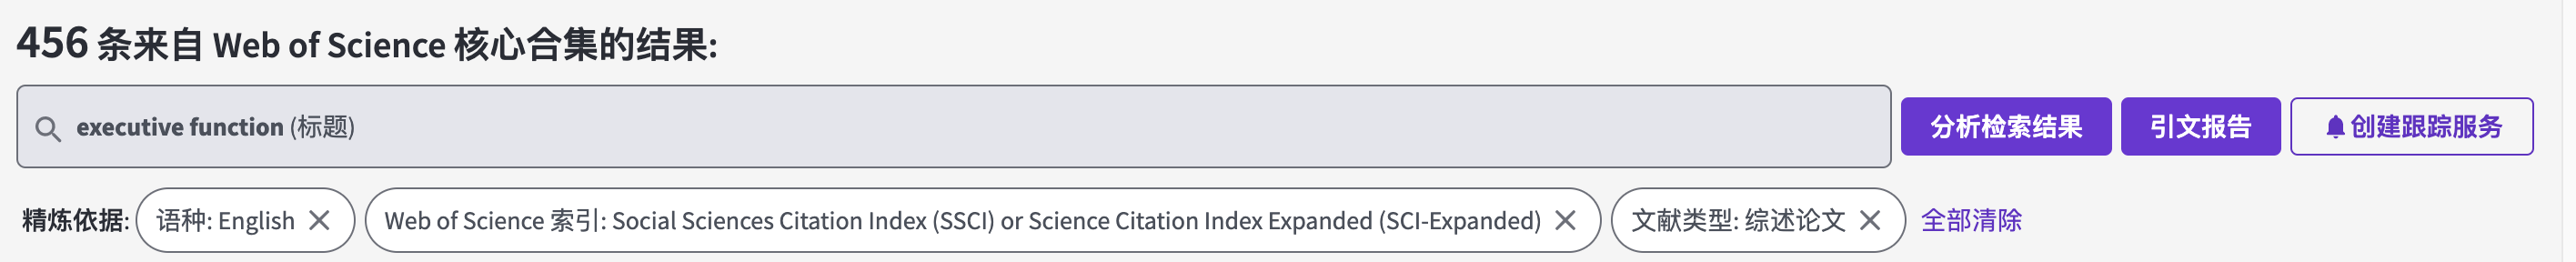 456 条来自 Web of Science 核心合集的结果:
executive function (标题) 分析检索结果 引文报告 创建跟踪服务
精炼依据: 语种: English Web of Science 索引: Social Sciences Citation Index (SSCI) or Science Citation Index Expanded (SCI-Expanded) 文献类型: 综述论文 全部清除